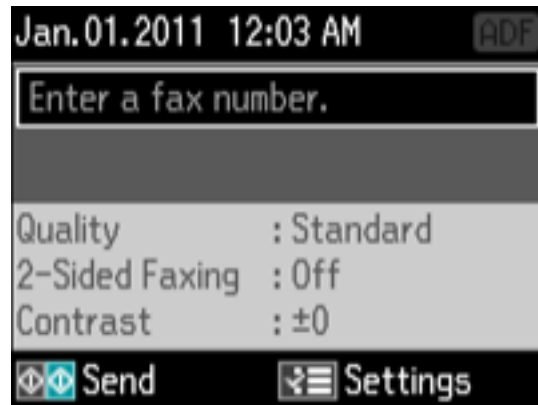 Jan.01.2011 12:03 AM ADF
Enter a fax number.
Quality : Standard
2-Sided Faxing : Off
Contrast : ±0
Send Settings